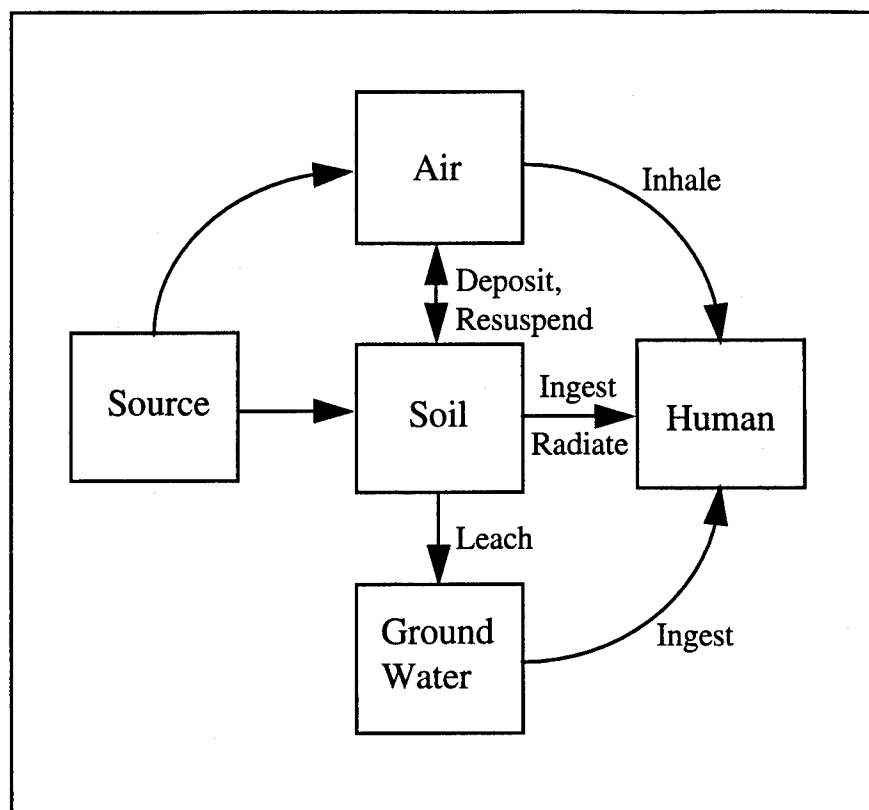 Air
Inhale
Deposit,
Resuspend
Source
Soil
Ingest
Radiate
Human
Leach
Ground
Water
Ingest